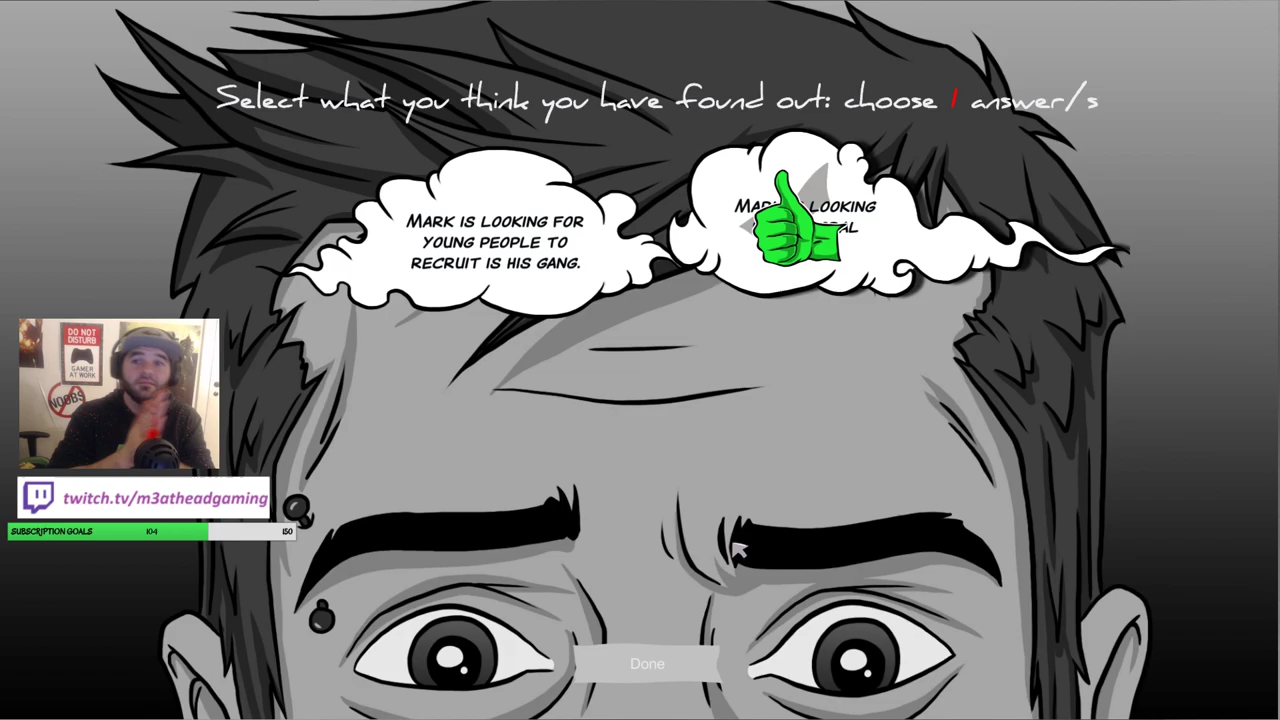 Select what you think you have found out: choose 1 answer/s
MARK IS LOOKING FOR
YOUNG PEOPLE TO
RECRUIT IS HIS GANG.
LOOKING
DO NOT
DISTURB
GAMER
AT WORK
NOOBS
twitch.tv/m3atheadgaming
SUBSCRIPTION GOALS 104 150
Done